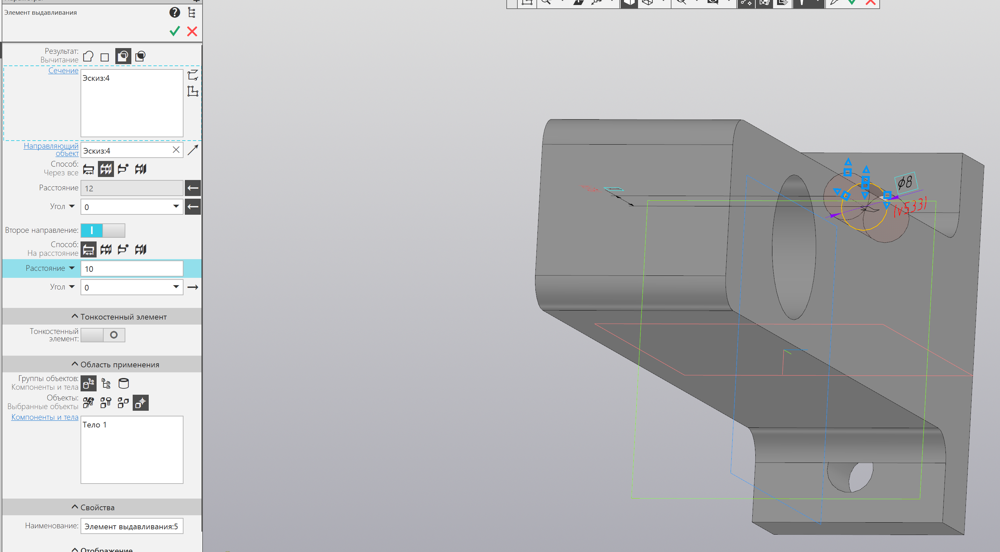 Параметры
Элемент выдавливания
Результат:
Вычитание
Сечение
Эскиз:4
Направляющий
объект
Эскиз:4
Способ:
Через все
Расстояние
12
Угол
0
Второе направление:
Способ:
На расстояние
Расстояние
10
Угол
0
Тонкостенный элемент
Тонкостенный
элемент:
Область применения
Группы объектов:
Компоненты и тела
Объекты:
Выбранные объекты
Компоненты и тела
Тело 1
Свойства
Наименование:
Элемент выдавливания:5
Отображение
ϕ8
(v533)